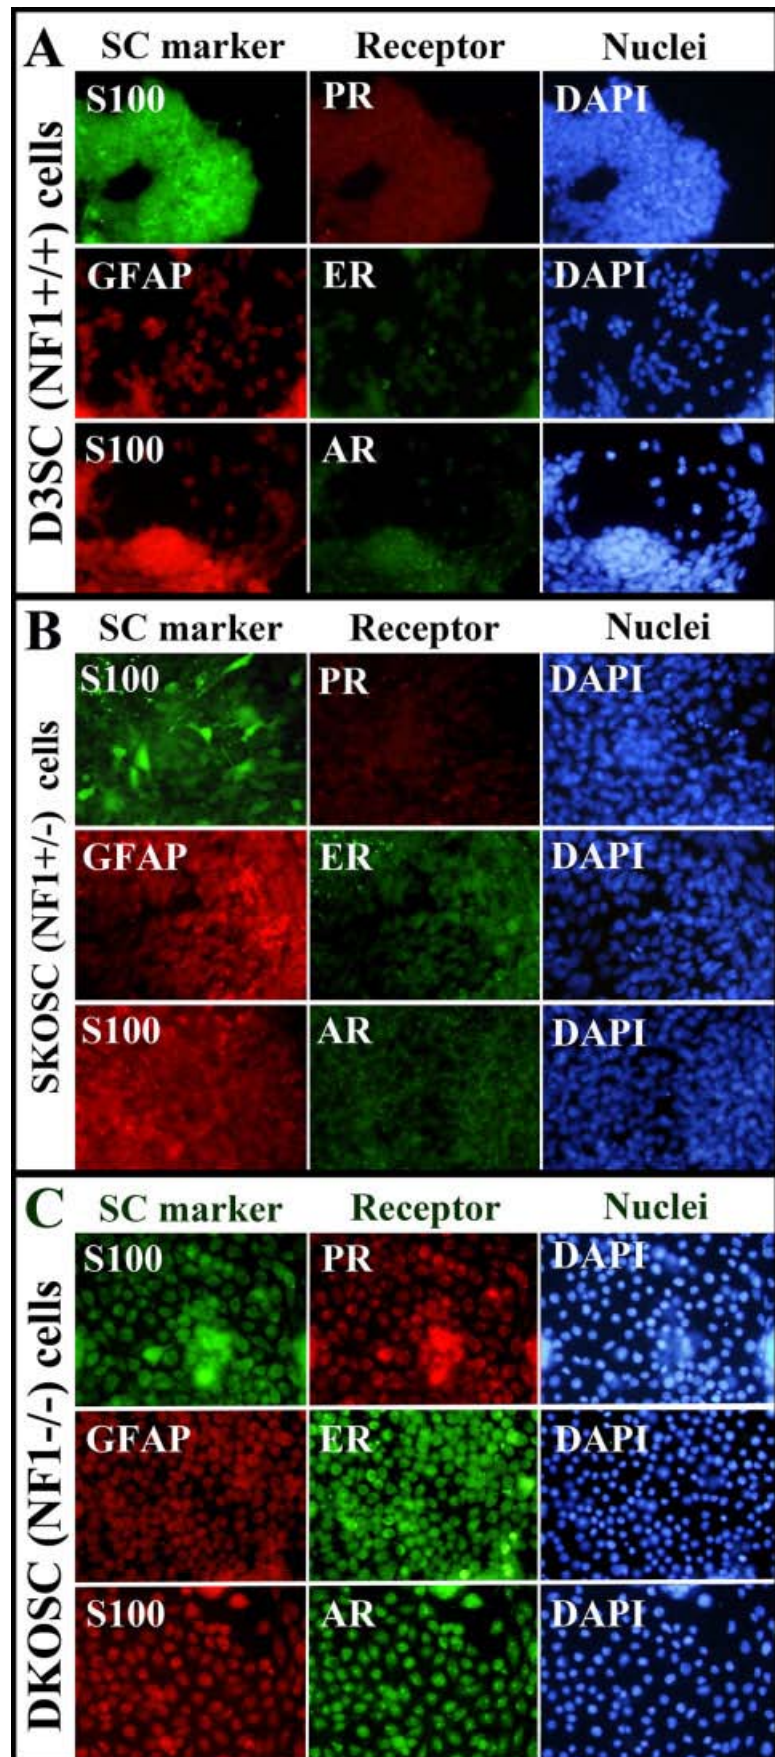 A SC marker Receptor Nuclei
D3SC (NF1+/+) cells
S100 PR DAPI
GFAP ER DAPI
S100 AR
B SC marker Receptor Nuclei
SKOSC (NF1+/-) cells
S100 PR DAPI
GFAP ER DAPI
S100 AR DAPI
C SC marker Receptor Nuclei
DKOSC (NF1-/-) cells
S100 PR DAPI
GFAP ER DAPI
S100 AR DAPI